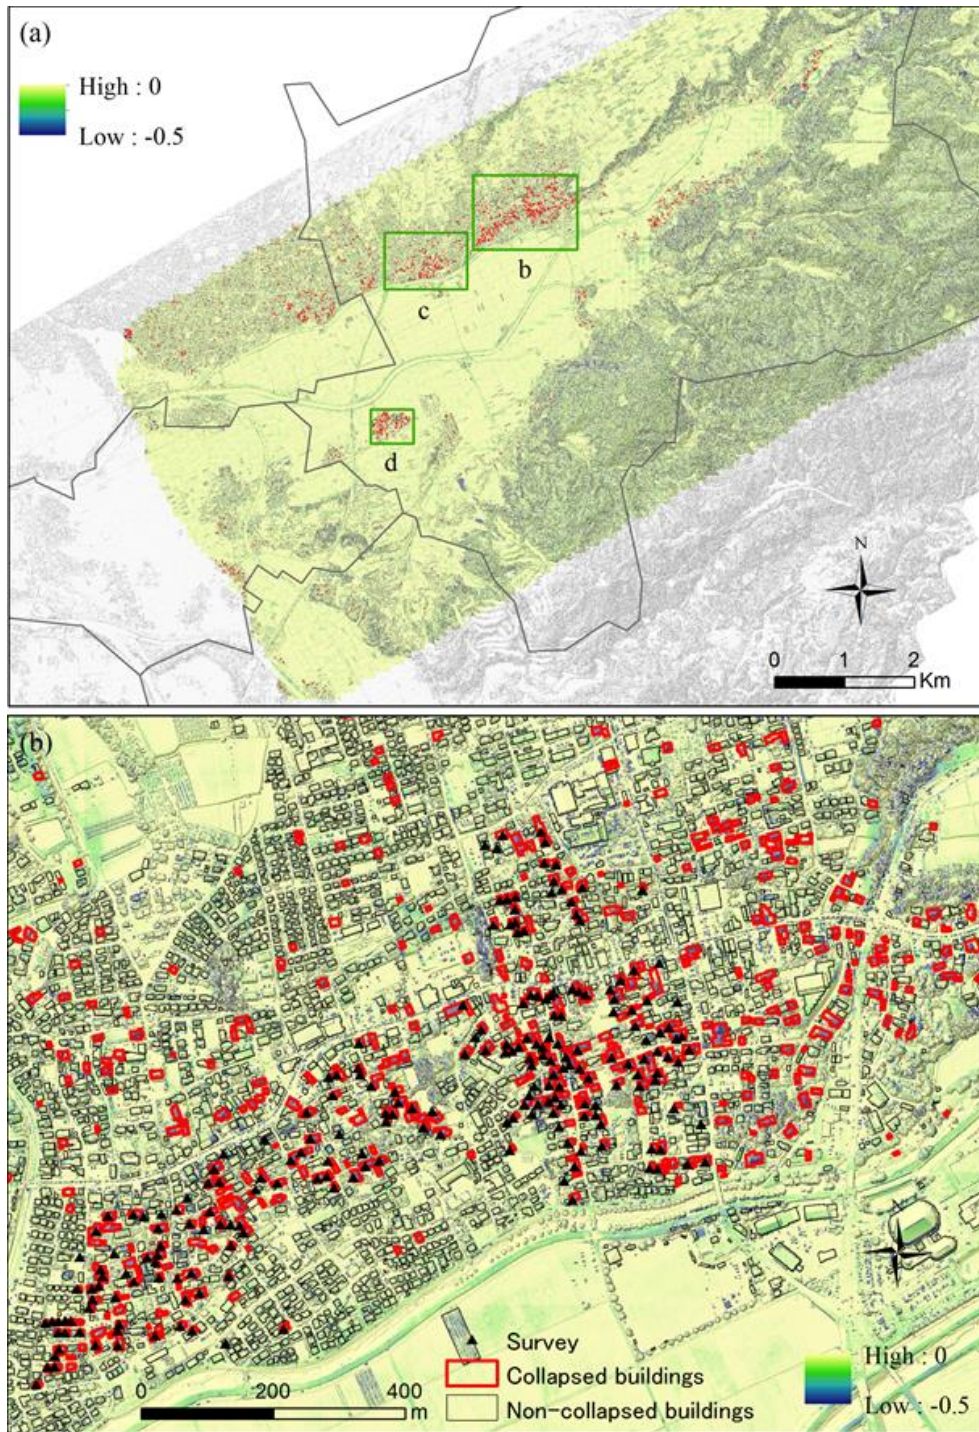 (a)
High : 0
Low : -0.5
b
c
d
N
0 1 2
Km
(b)
Survey
Collapsed buildings
Non-collapsed buildings
0 200 400
m
High : 0
Low : -0.5